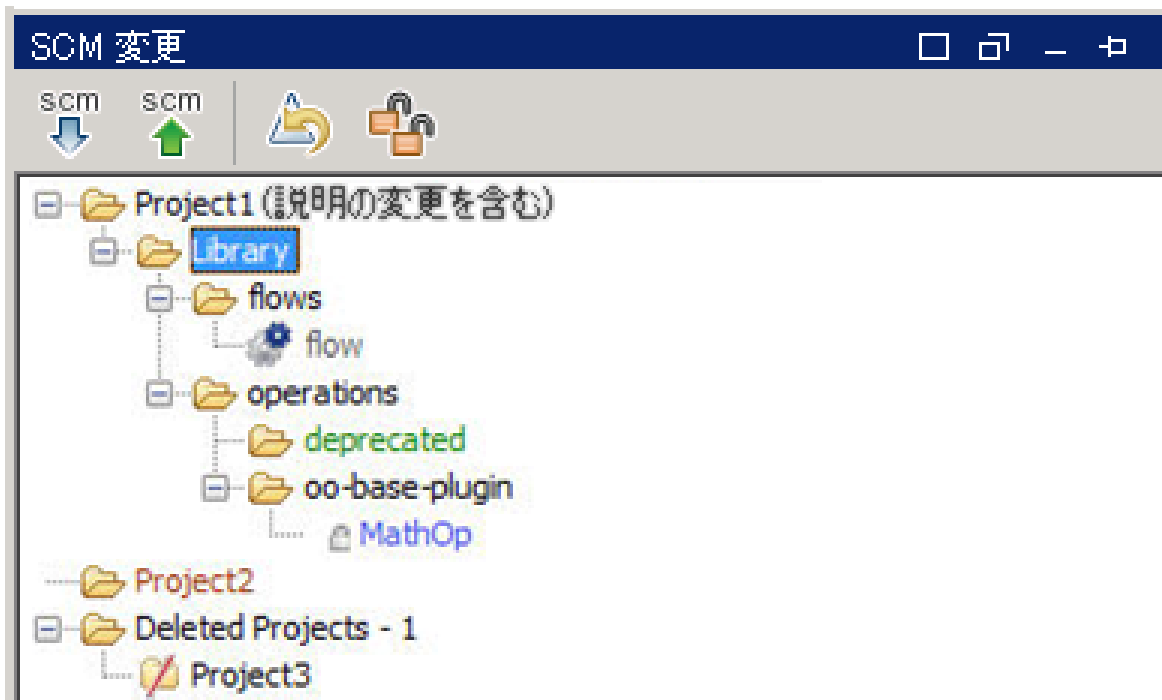 SCM 変更
scm scm
Project1 (説明の変更を含む)
Library
flows
flow
operations
deprecated
oo-base-plugin
MathOp
Project2
Deleted Projects - 1
Project3